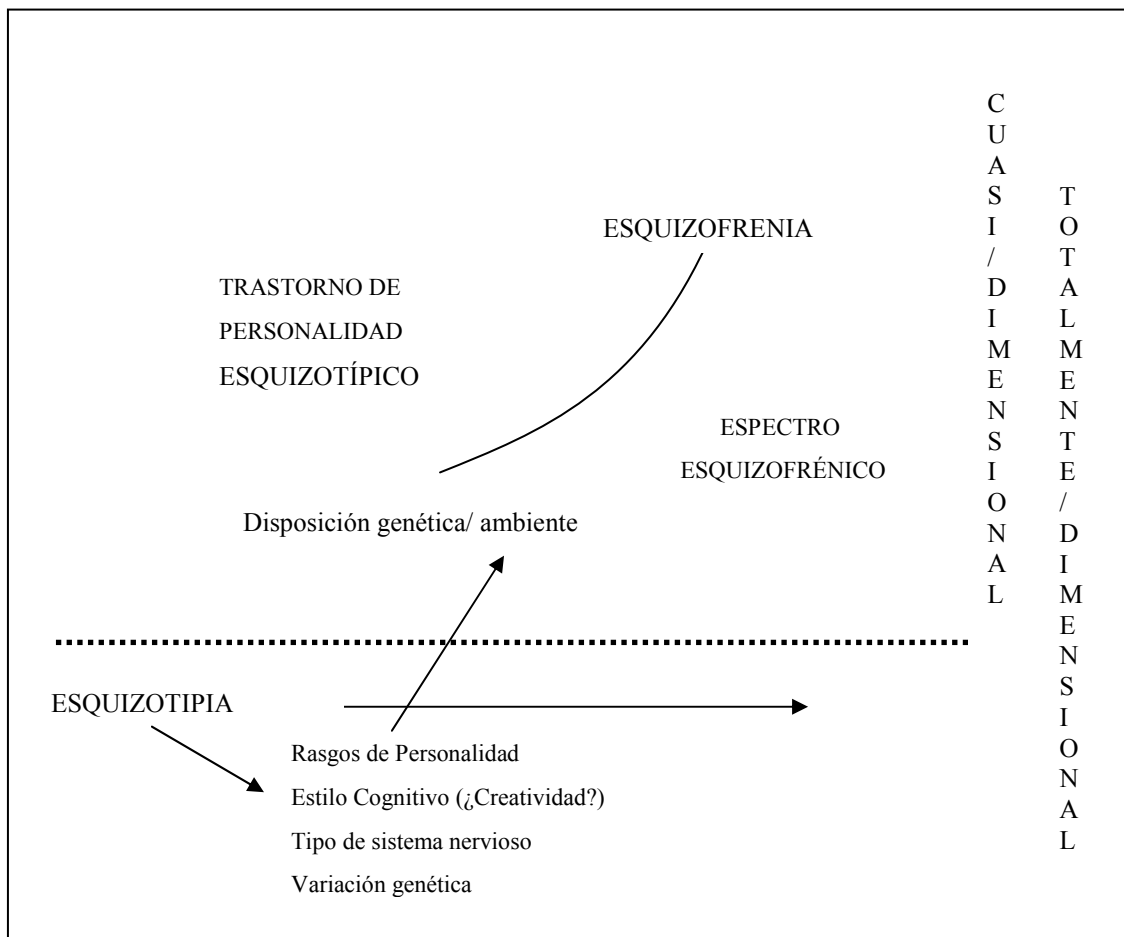 ESQUIZOFRENIA
TRASTORNO DE
PERSONALIDAD
ESQUIZOTÍPICO
ESPECTRO
ESQUIZOFRÉNICO
Disposición genética/ ambiente
ESQUIZOTIPIA
Rasgos de Personalidad
Estilo Cognitivo (¿Creatividad?)
Tipo de sistema nervioso
Variación genética
CUASI/DIMENSIONAL
TOTALMENTE/DIMENSIONAL